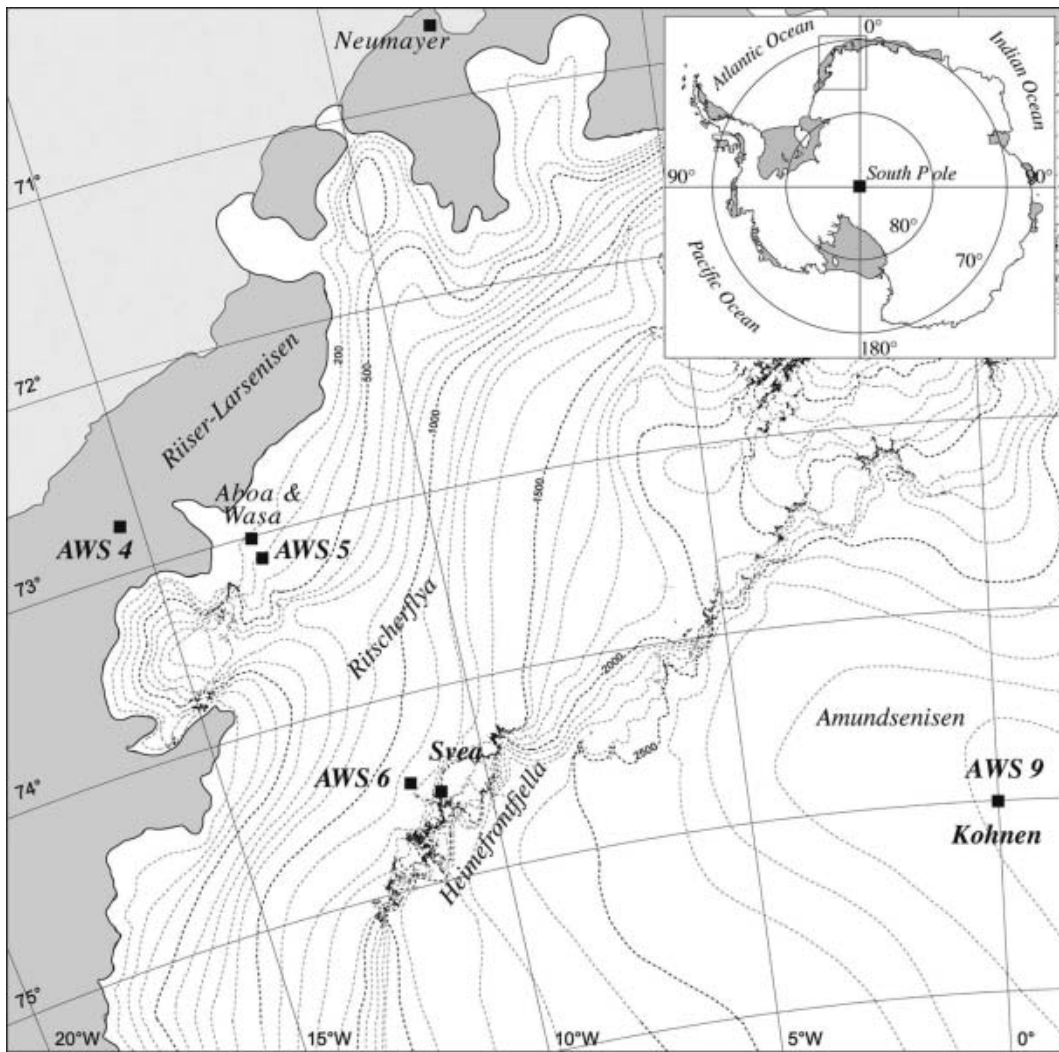 Neumayer
0°
Atlantic Ocean
Indian Ocean
90°
South Pole
90°
80°
70°
Pacific Ocean
180°
71°
72°
73°
74°
75°
Riiser-Larsenisen
200
500
1000
1500
2000
2500
Aboa &
Wasa
AWS 4
AWS 5
Ritscherflya
Svea
AWS 6
Heimefrontfjella
Amundsenisen
AWS 9
Kohnen
20°W
15°W
10°W
5°W
0°